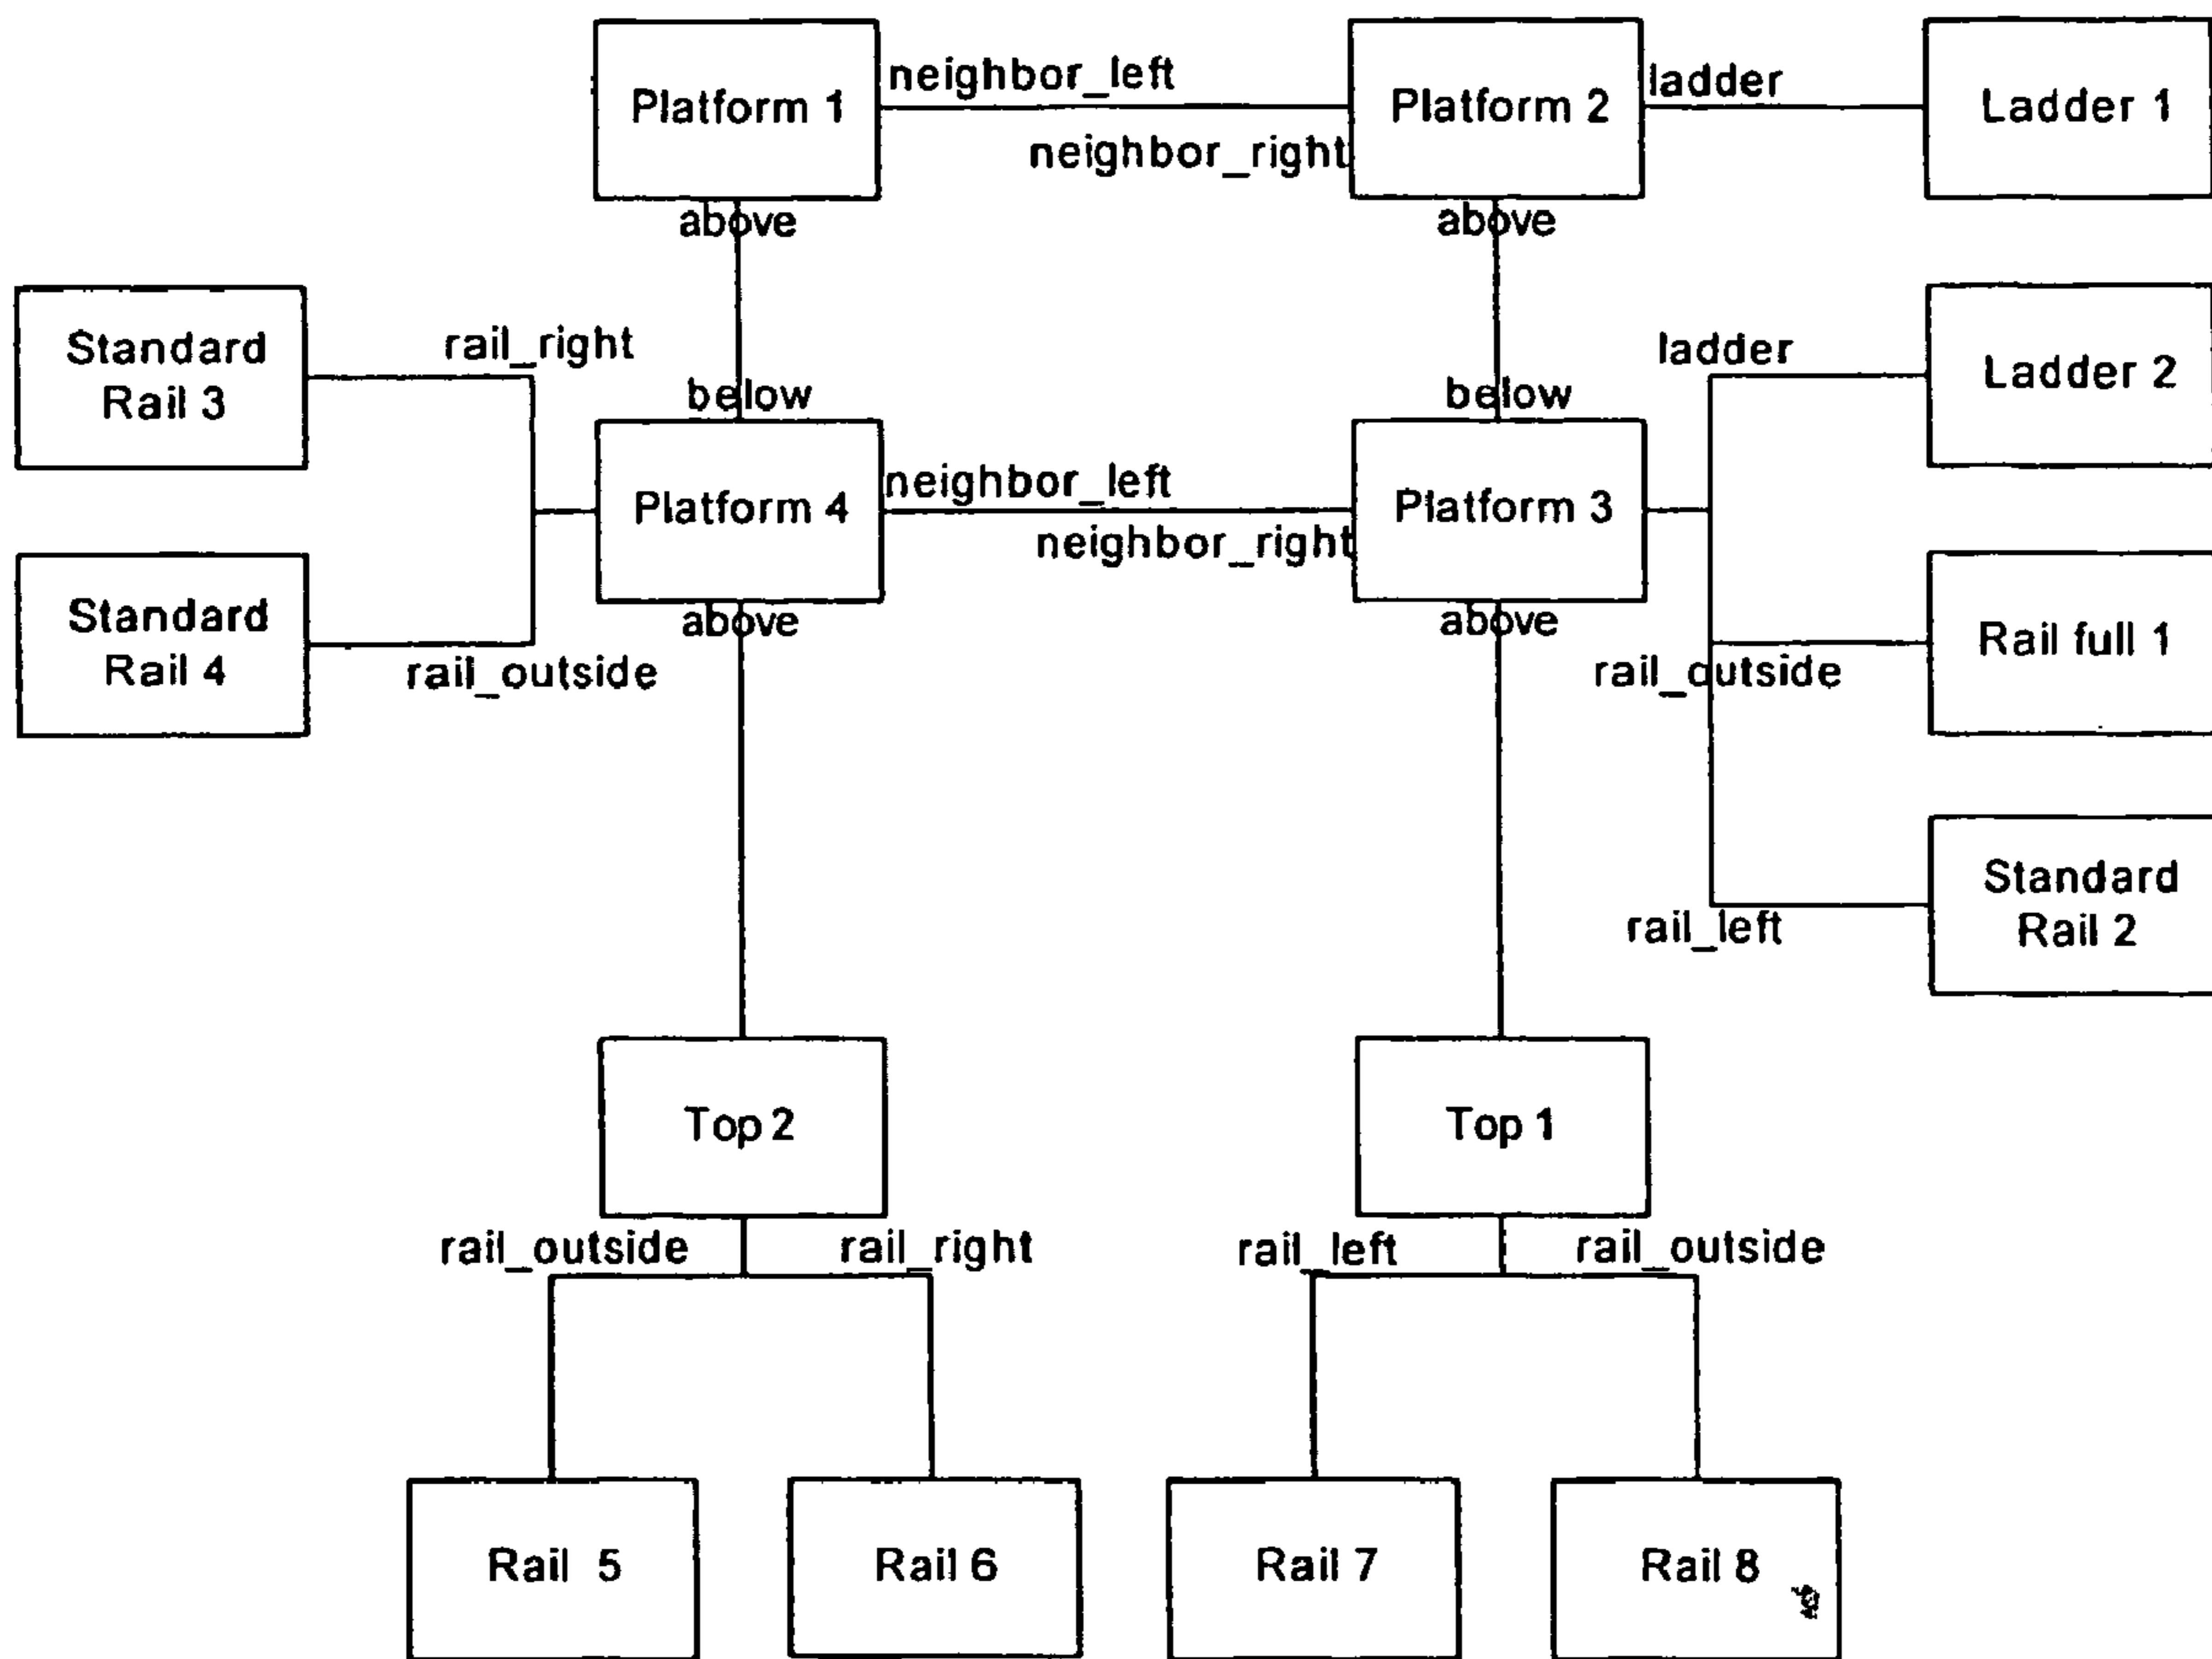 Platform 1
neighbor_left
neighbor_right
Platform 2
ladder
Ladder 1
above
above
Standard
Rail 3
rail_right
below
below
ladder
Ladder 2
Platform 4
neighbor_left
neighbor_right
Platform 3
Standard
Rail 4
rail_outside
above
above
rail_outside
Rail full 1
rail_left
Standard
Rail 2
Top 2
Top 1
rail_outside
rail_right
rail_left
rail_outside
Rail 5
Rail 6
Rail 7
Rail 8